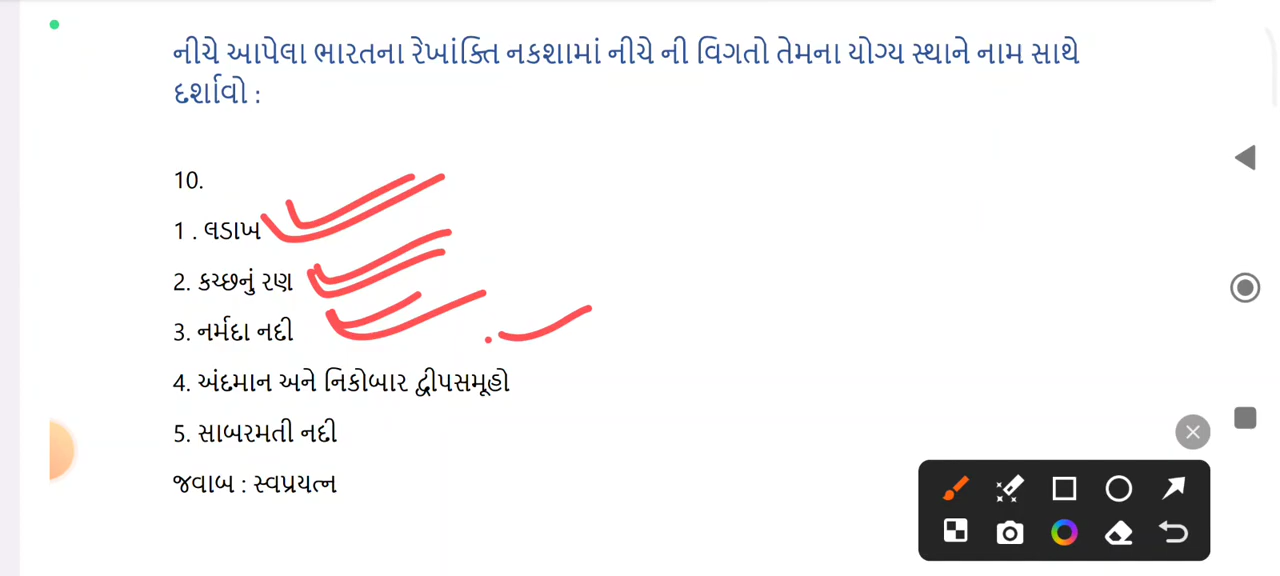 નીચે આપેલા ભારતના રેખાંક્તિ નકશામાં નીચે ની વિગતો તેમના યોગ્ય સ્થાને નામ સાથે
દર્શાવો :
10.
1 . લડાખ
2. કચ્છનું રણ
3. નર્મદા નદી
4. અંદમાન અને નિકોબાર દ્વીપસમૂહો
5. સાબરમતી નદી
જવાબ : સ્વપ્રયત્ન